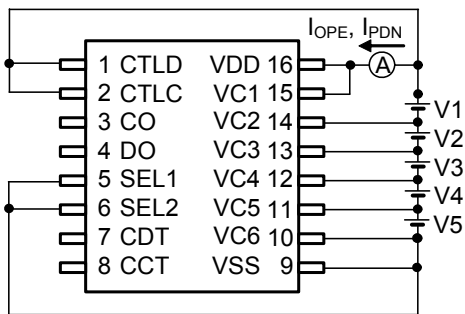 IOPE, IPDN
A
1 CTLD VDD 16
2 CTLC VC1 15
3 CO VC2 14
4 DO VC3 13
5 SEL1 VC4 12
6 SEL2 VC5 11
7 CDT VC6 10
8 CCT VSS 9
V1
V2
V3
V4
V5